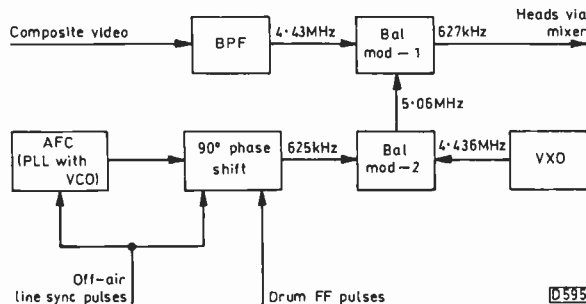 Composite video
BPF
4·43MHz
Bal
mod – 1
627kHz
Heads via
mixer
5·06MHz
AFC
(PLL with
VCO)
90° phase
shift
625kHz
Bal
mod – 2
4·436MHz
VXO
Off-air
line sync pulses
Drum FF pulses
D595